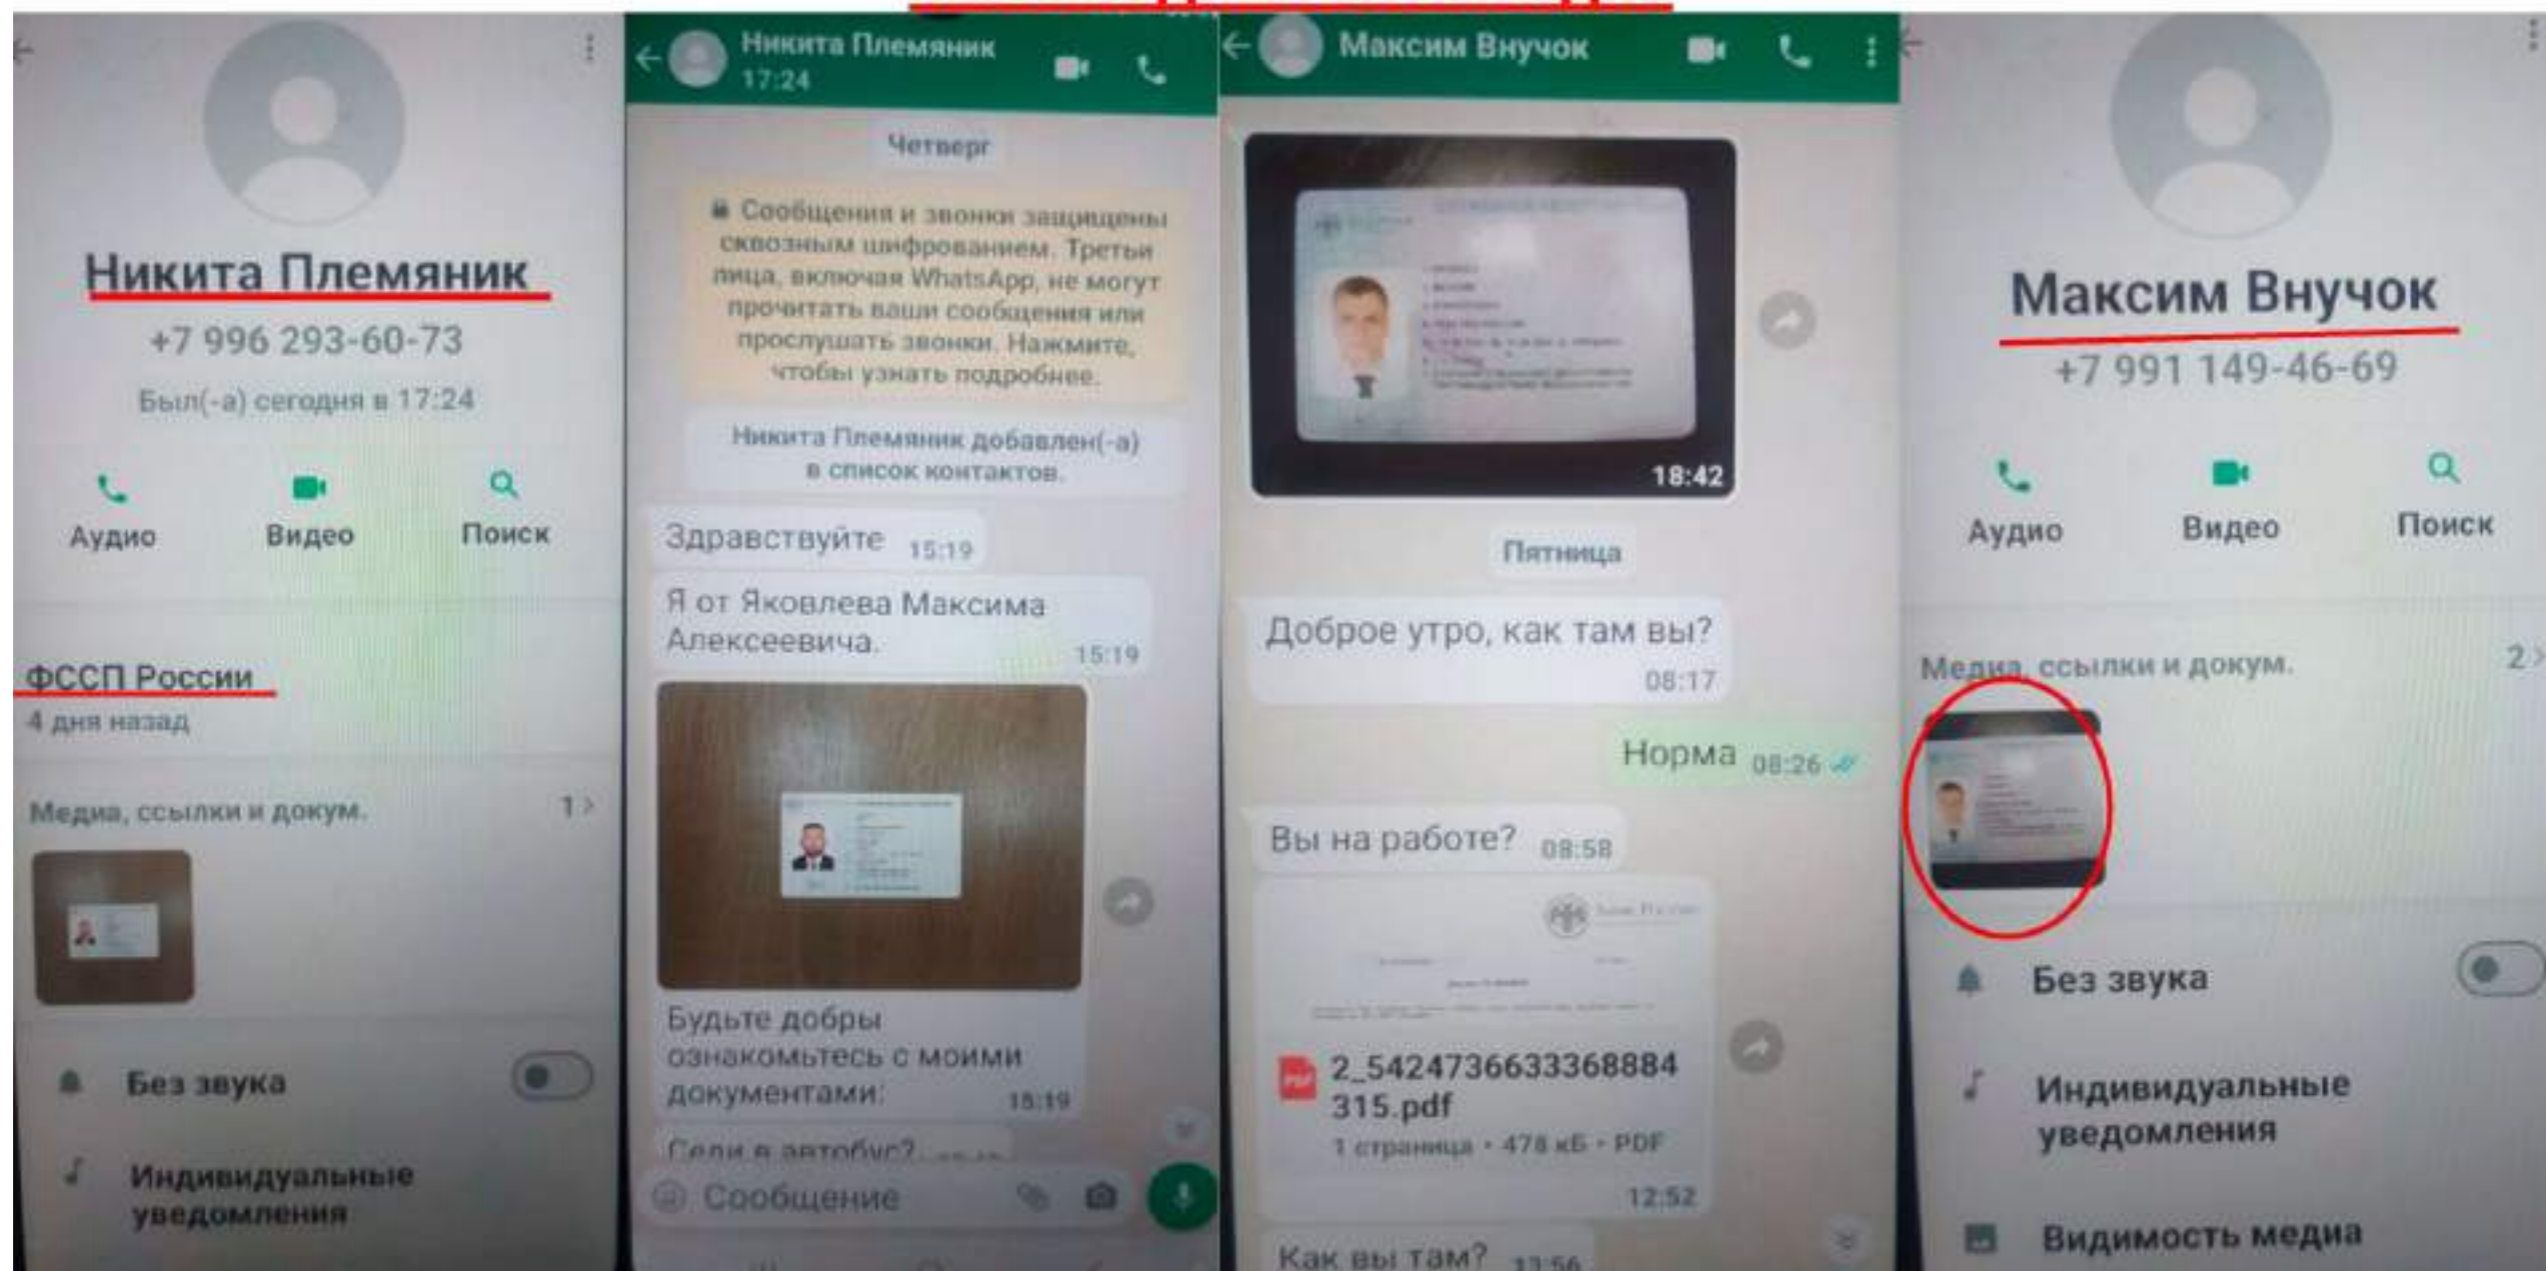 Никита Племяник
+7 996 293-60-73
Был(-а) сегодня в 17:24
Аудио
Видео
Поиск
ФССП России
4 дня назад
Медиа, ссылки и докум.
1
Без звука
Индивидуальные
уведомления
Никита Племяник
17:24
Четверг
Сообщения и звонки защищены
сквозным шифрованием. Третьи
лица, включая WhatsApp, не могут
прочитать ваши сообщения или
прослушать звонки. Нажмите,
чтобы узнать подробнее.
Никита Племяник добавлен(-а)
в список контактов.
Здравствуйте 15:19
Я от Яковлева Максима
Алексеевича. 15:19
Будьте добры
ознакомьтесь с моими
документами: 15:19
Сели в автобус?
Сообщение
Максим Внучок
18:42
Пятница
Доброе утро, как там вы?
08:17
Норма 08:26
Вы на работе? 08:58
Банк России
2_5424736633368884
315.pdf
1 страница • 478 кБ • PDF
12:52
Как вы там? 13:56
Максим Внучок
+7 991 149-46-69
Аудио
Видео
Поиск
Медиа, ссылки и докум.
2
Без звука
Индивидуальные
уведомления
Видимость медиа